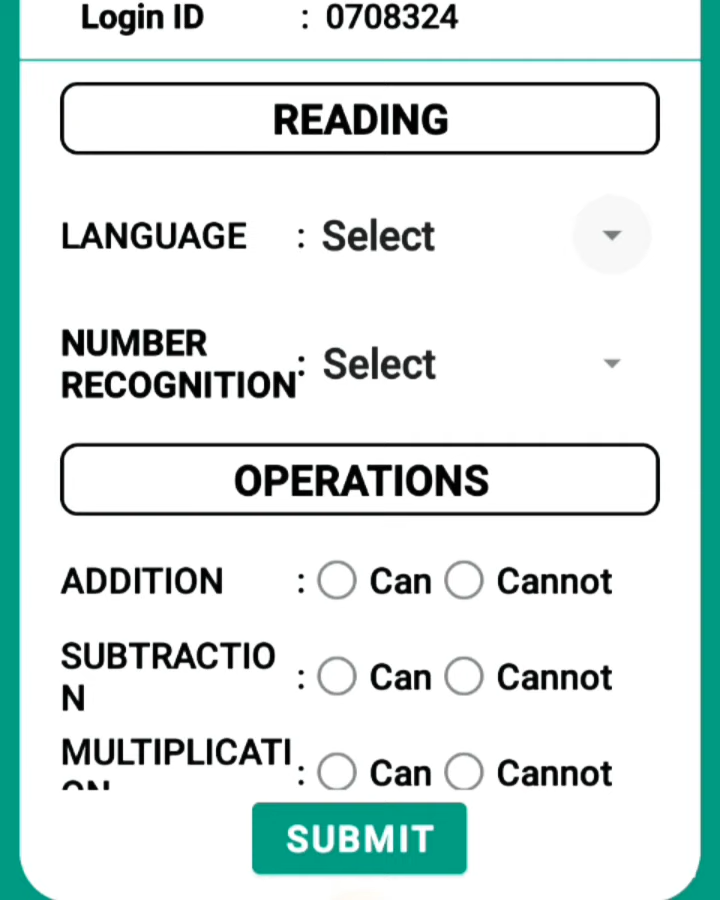 Login ID : 0708324
READING
LANGUAGE : Select
NUMBER
RECOGNITION : Select
OPERATIONS
ADDITION : Can Cannot
SUBTRACTIO
N : Can Cannot
MULTIPLICATI
ON : Can Cannot
SUBMIT